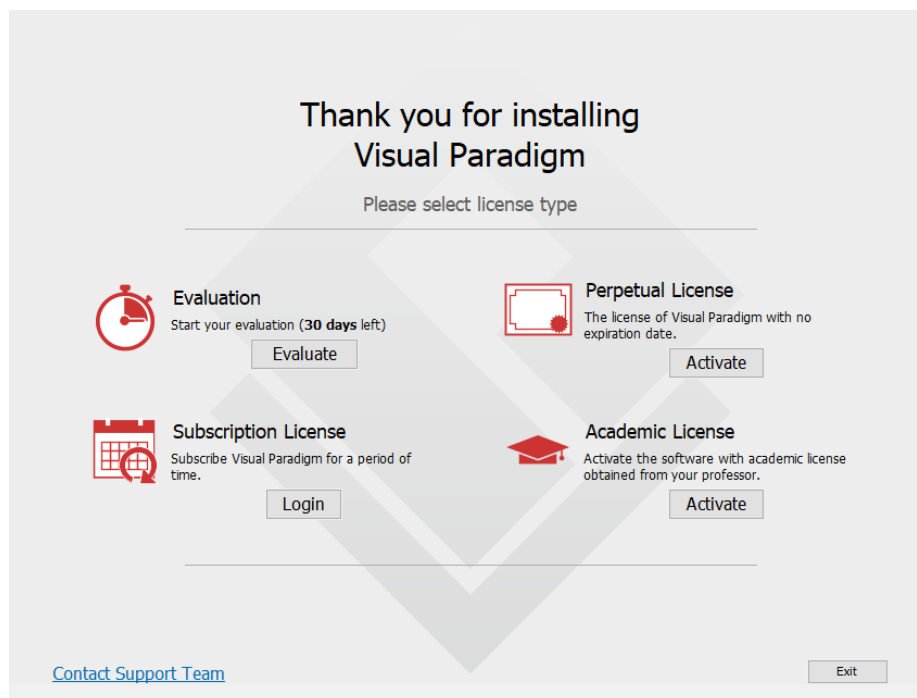 Thank you for installing
Visual Paradigm
Please select license type
Evaluation
Start your evaluation (30 days left)
Evaluate
Perpetual License
The license of Visual Paradigm with no
expiration date.
Activate
Subscription License
Subscribe Visual Paradigm for a period of
time.
Login
Academic License
Activate the software with academic license
obtained from your professor.
Activate
Contact Support Team
Exit